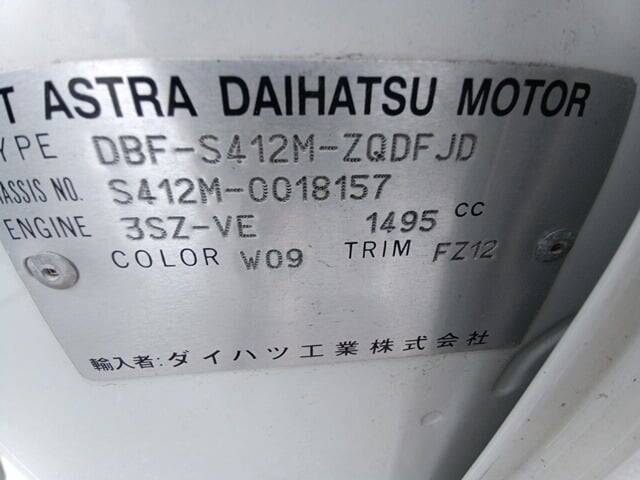 T ASTRA DAIHATSU MOTOR
YPE DBF-S412M-ZQDFJD
HASSIS NO. S412M-0018157
ENGINE 3SZ-VE 1495 CC
COLOR W09 TRIM FZ12
輸入者:ダイハツ工業株式会社